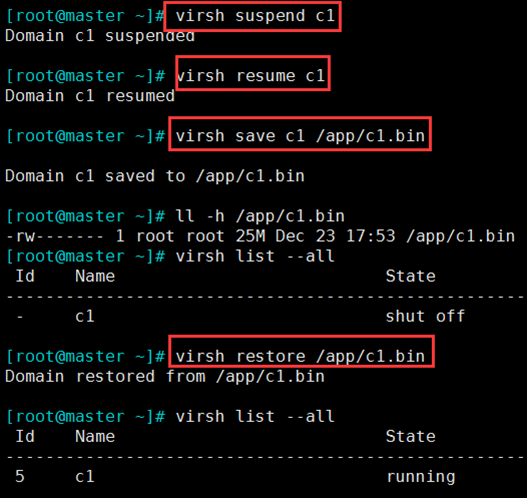 [root@master ~]# virsh suspend c1
Domain c1 suspended
[root@master ~]# virsh resume c1
Domain c1 resumed
[root@master ~]# virsh save c1 /app/c1.bin
Domain c1 saved to /app/c1.bin
[root@master ~]# ll -h /app/c1.bin
-rw------- 1 root root 25M Dec 23 17:53 /app/c1.bin
[root@master ~]# virsh list --all
 Id    Name                           State
----------------------------------------------------
 -     c1                             shut off
[root@master ~]# virsh restore /app/c1.bin
Domain restored from /app/c1.bin
[root@master ~]# virsh list --all
 Id    Name                           State
----------------------------------------------------
 5     c1                             running